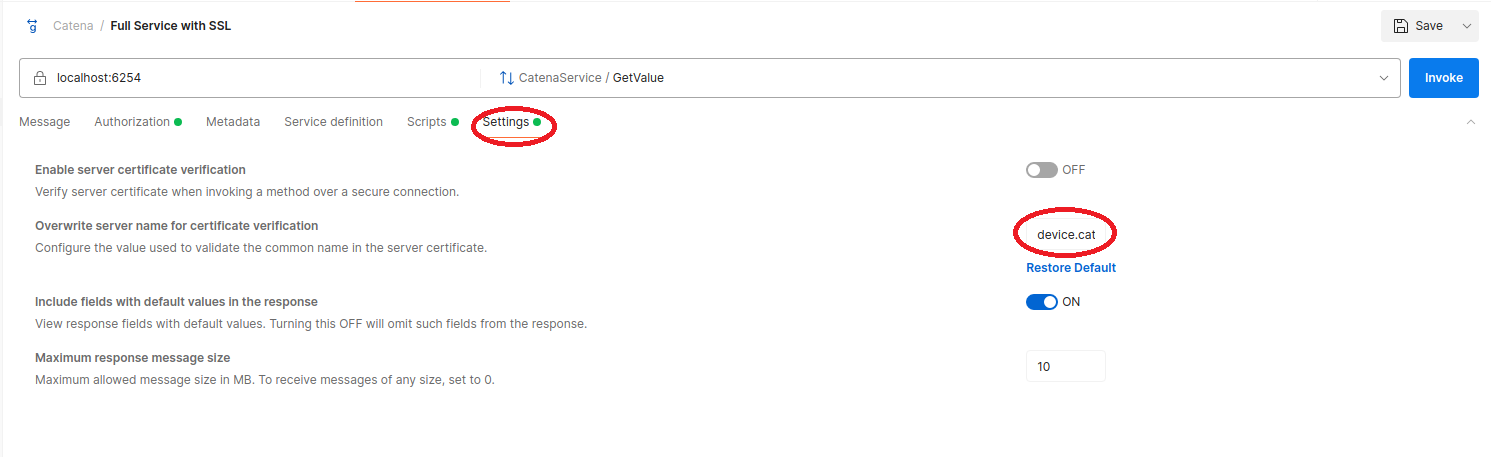 Catena / Full Service with SSL
Save
localhost:6254
CatenaService / GetValue
Invoke
Message Authorization Metadata Service definition Scripts Settings
Enable server certificate verification
OFF
Verify server certificate when invoking a method over a secure connection.
Overwrite server name for certificate verification
device.cat
Configure the value used to validate the common name in the server certificate.
Restore Default
Include fields with default values in the response
ON
View response fields with default values. Turning this OFF will omit such fields from the response.
Maximum response message size
10
Maximum allowed message size in MB. To receive messages of any size, set to 0.